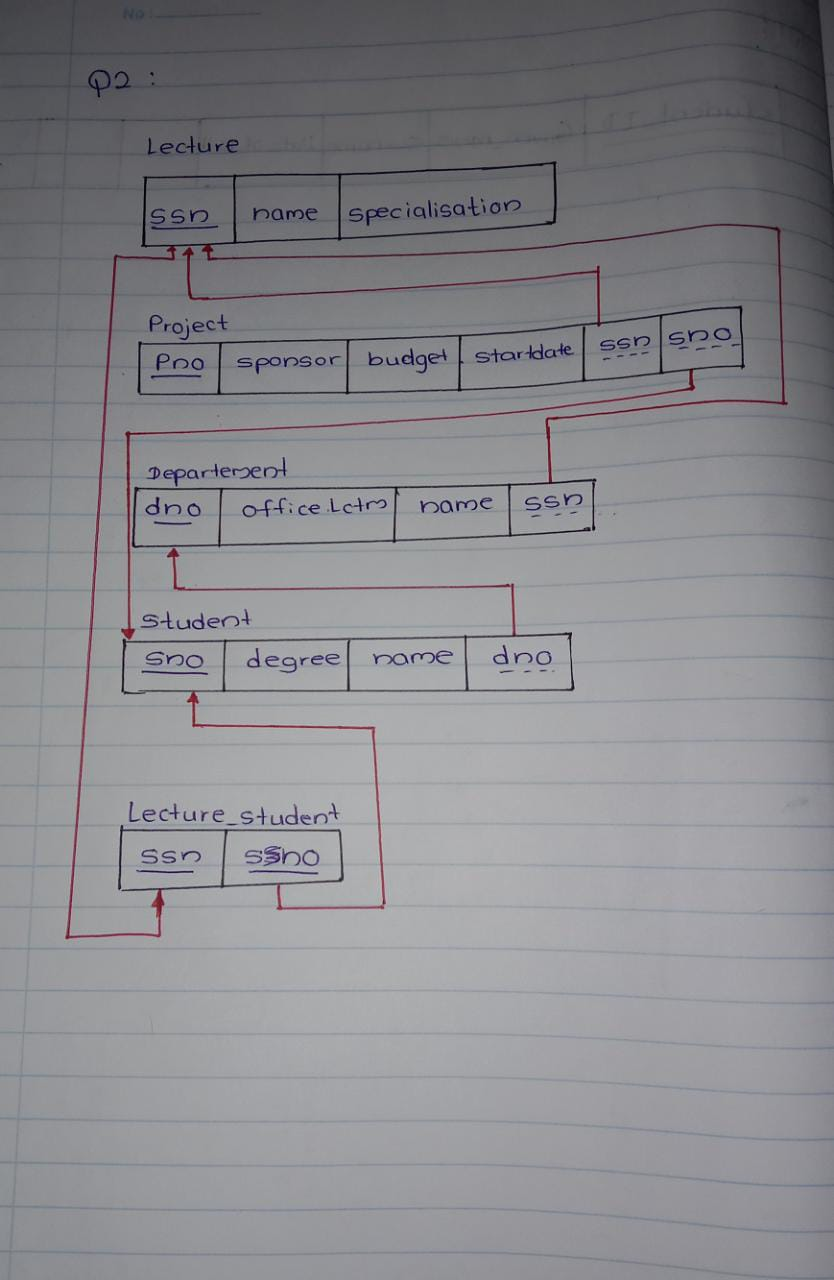 No:
Q2 :
Lecture
ssn name specialisation
Project
Pno sponsor budget startdate ssn sno
Departement
dno office.Lctn name ssn
Student
sno degree name dno
Lecture_student
ssn